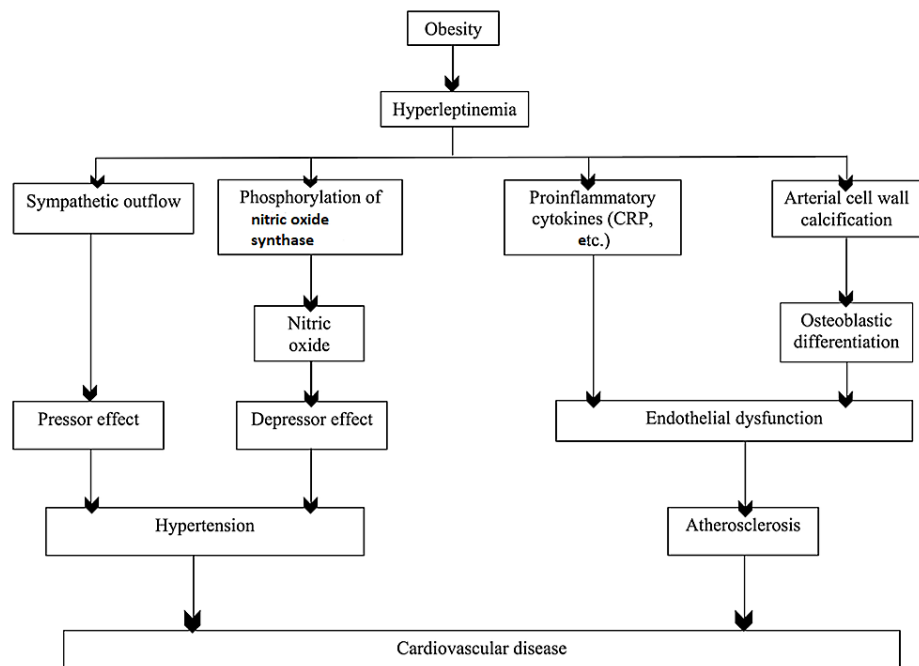 Obesity
Hyperleptinemia
Sympathetic outflow
Phosphorylation of
nitric oxide
synthase
Proinflammatory
cytokines (CRP,
etc.)
Arterial cell wall
calcification
Nitric
oxide
Osteoblastic
differentiation
Pressor effect
Depressor effect
Endothelial dysfunction
Hypertension
Atherosclerosis
Cardiovascular disease